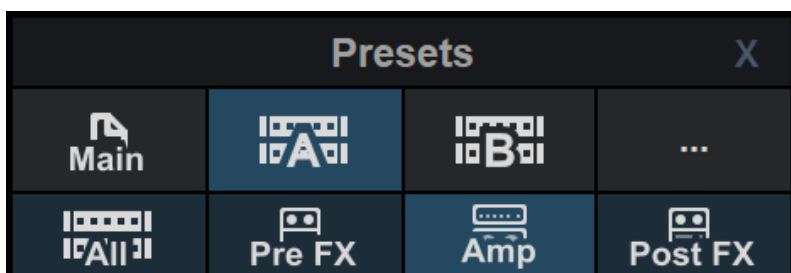 Presets X
Main A B ...
All Pre FX Amp Post FX